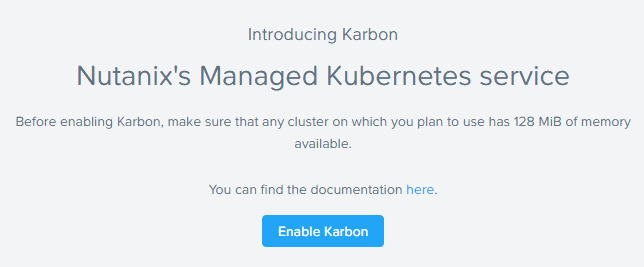 Introducing Karbon
Nutanix's Managed Kubernetes service
Before enabling Karbon, make sure that any cluster on which you plan to use has 128 MiB of memory
available.
You can find the documentation here.
Enable Karbon